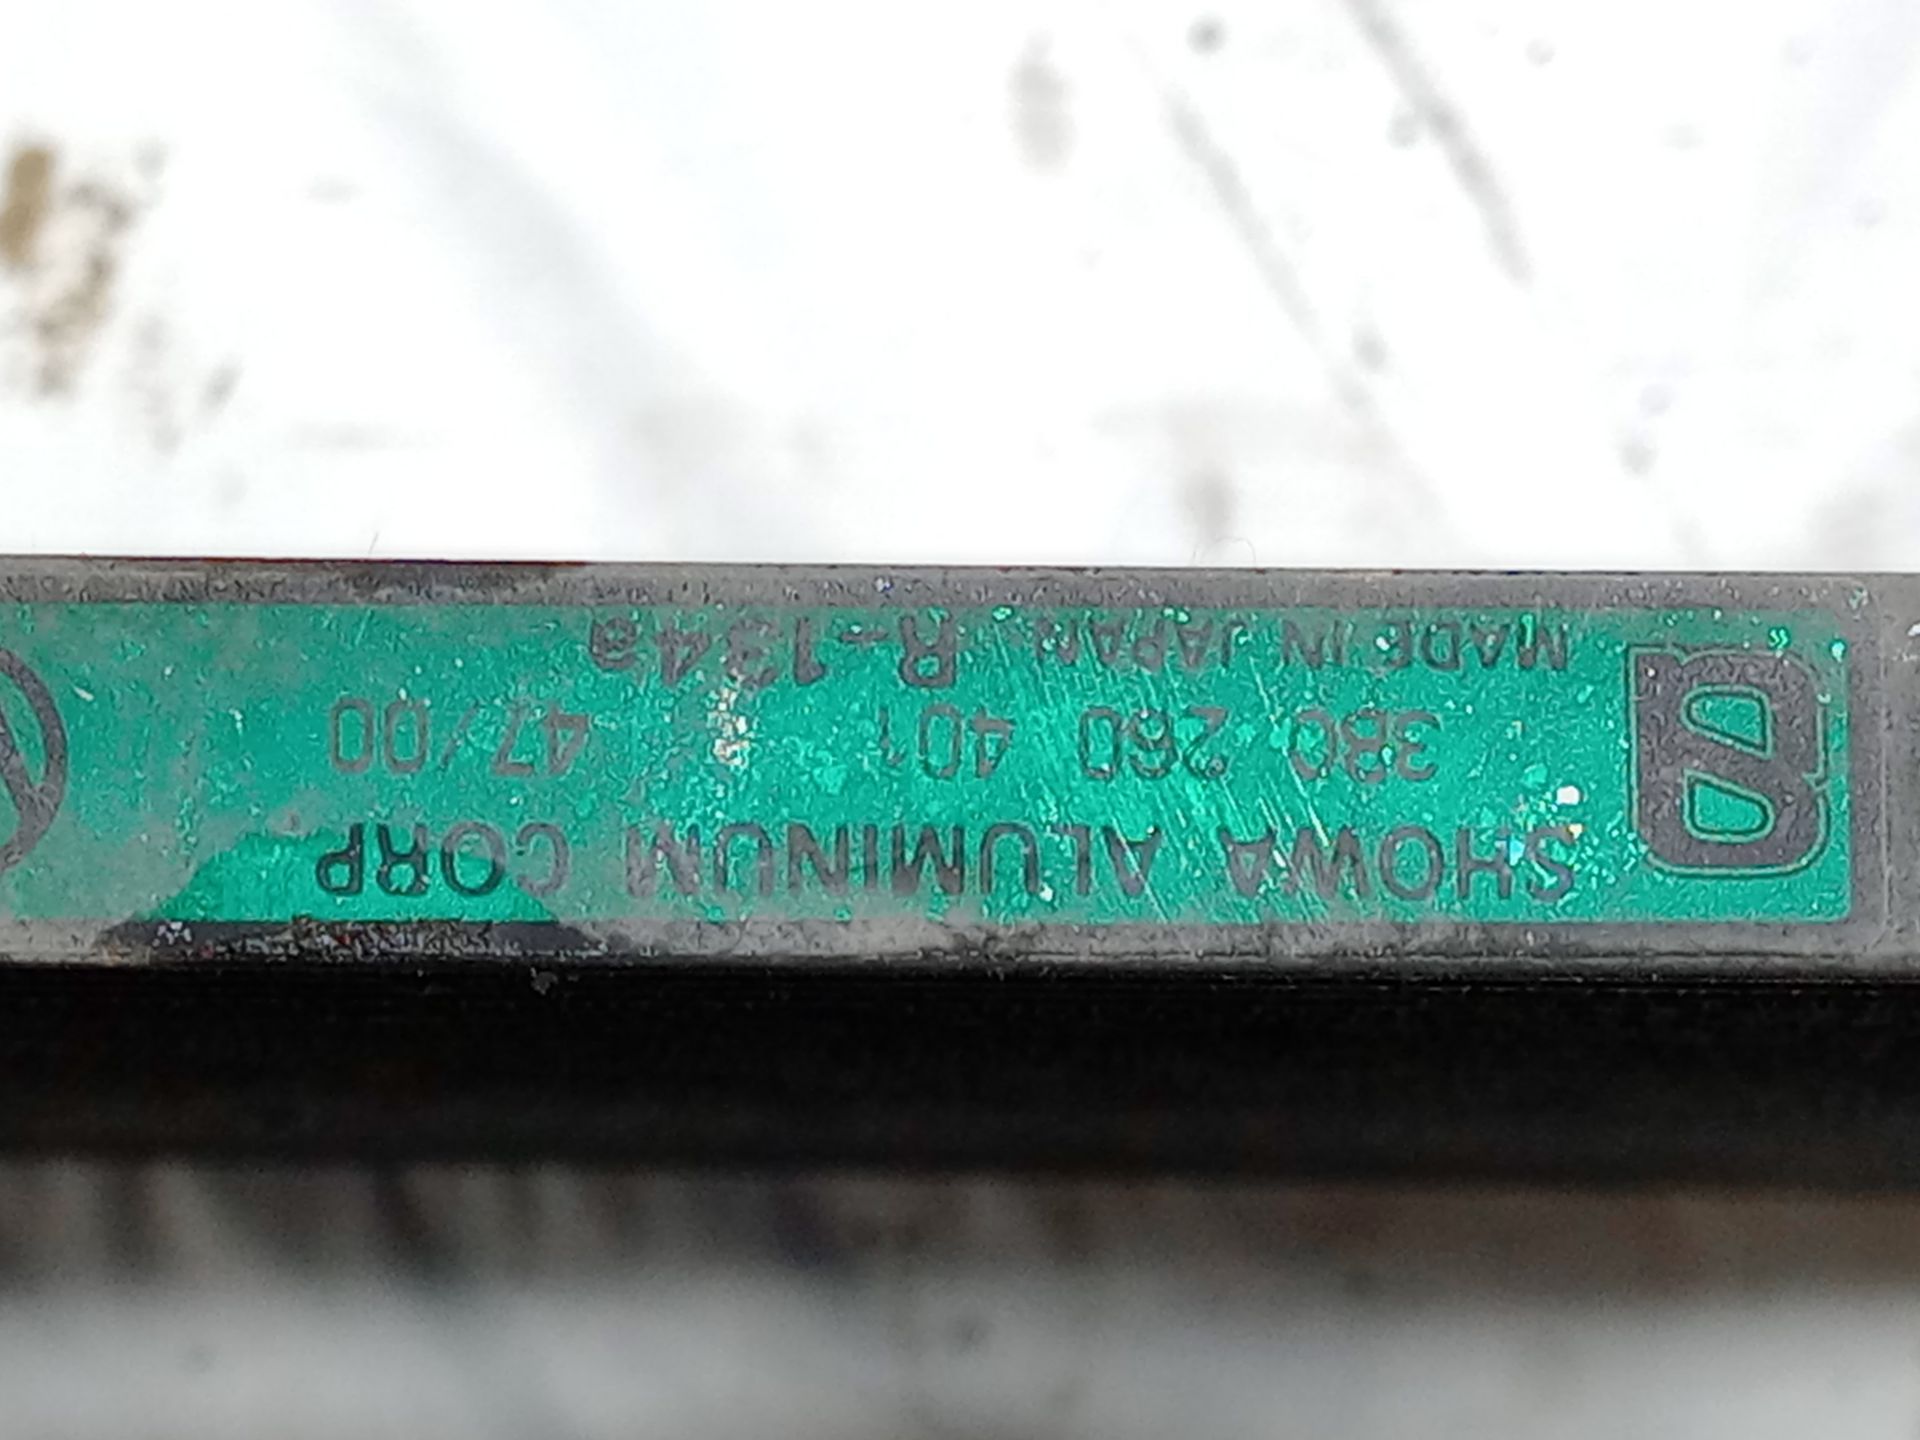 SHOWA ALUMINUM CORP
3B0 260 401 47/00
MADE IN JAPAN R-134a